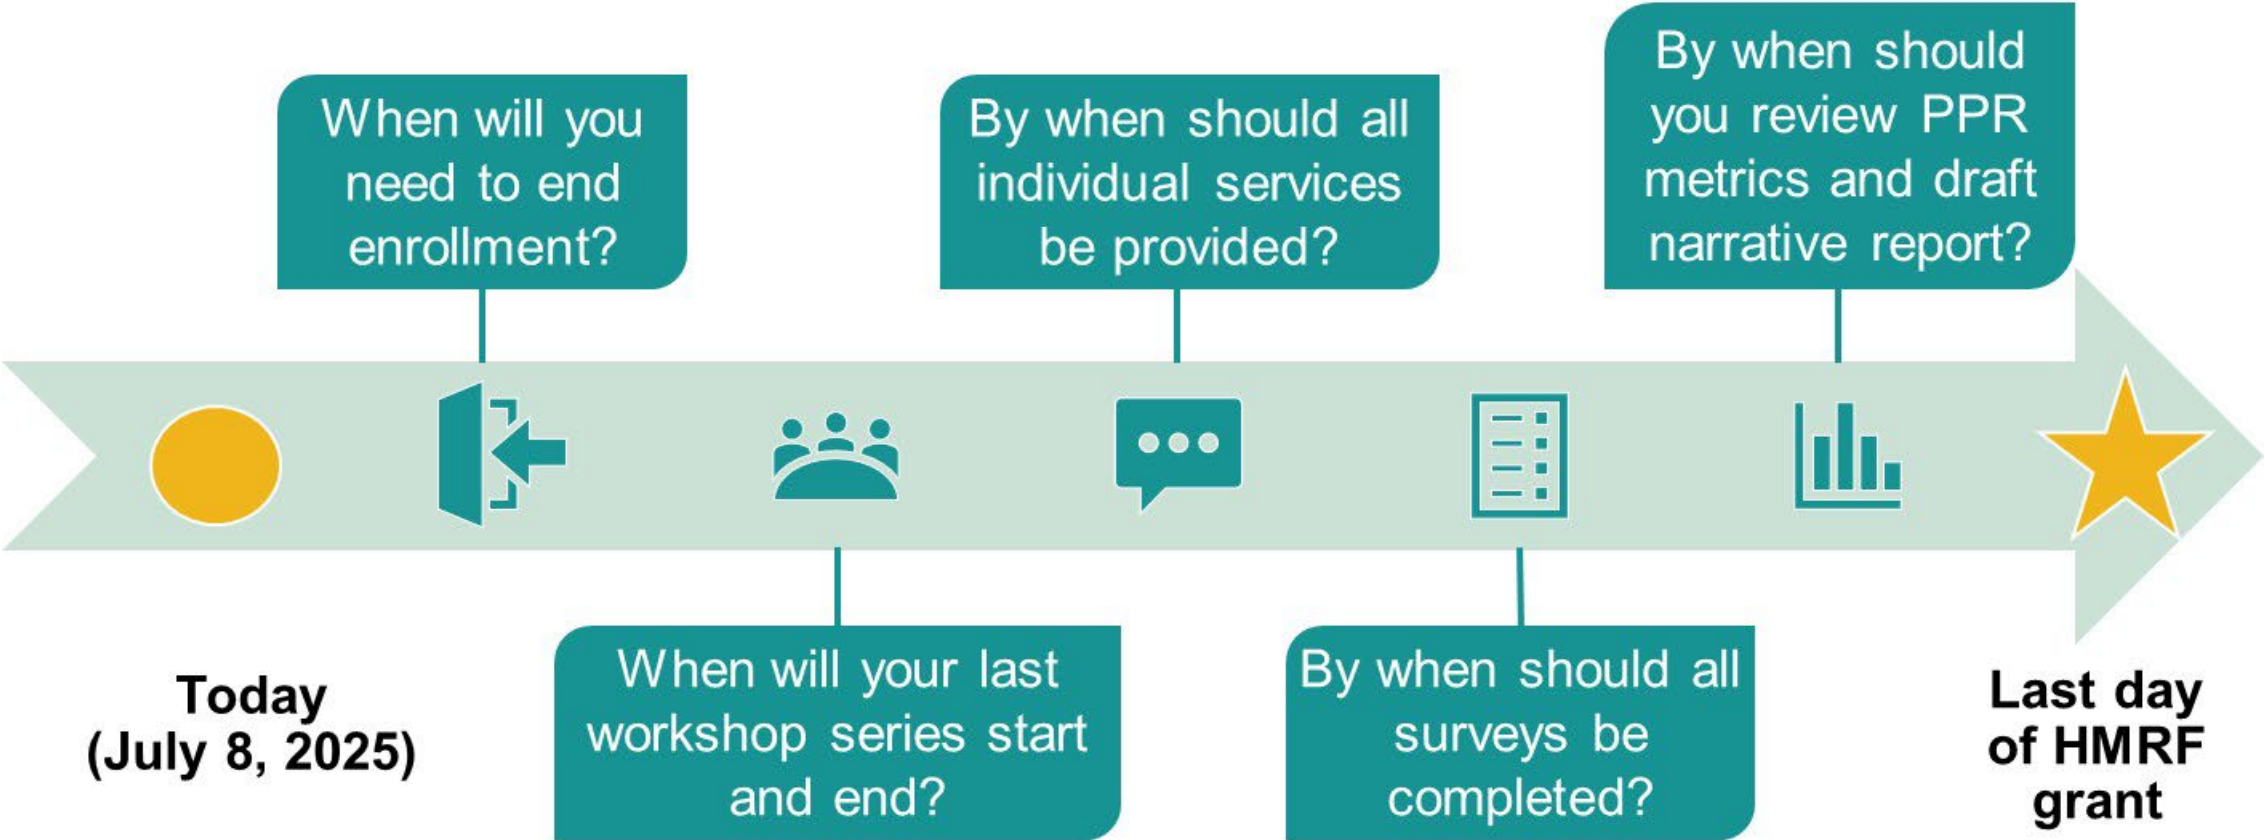 When will you
need to end
enrollment?
By when should all
individual services
be provided?
By when should
you review PPR
metrics and draft
narrative report?
Today
(July 8, 2025)
When will your last
workshop series start
and end?
By when should all
surveys be
completed?
Last day
of HMRF
grant